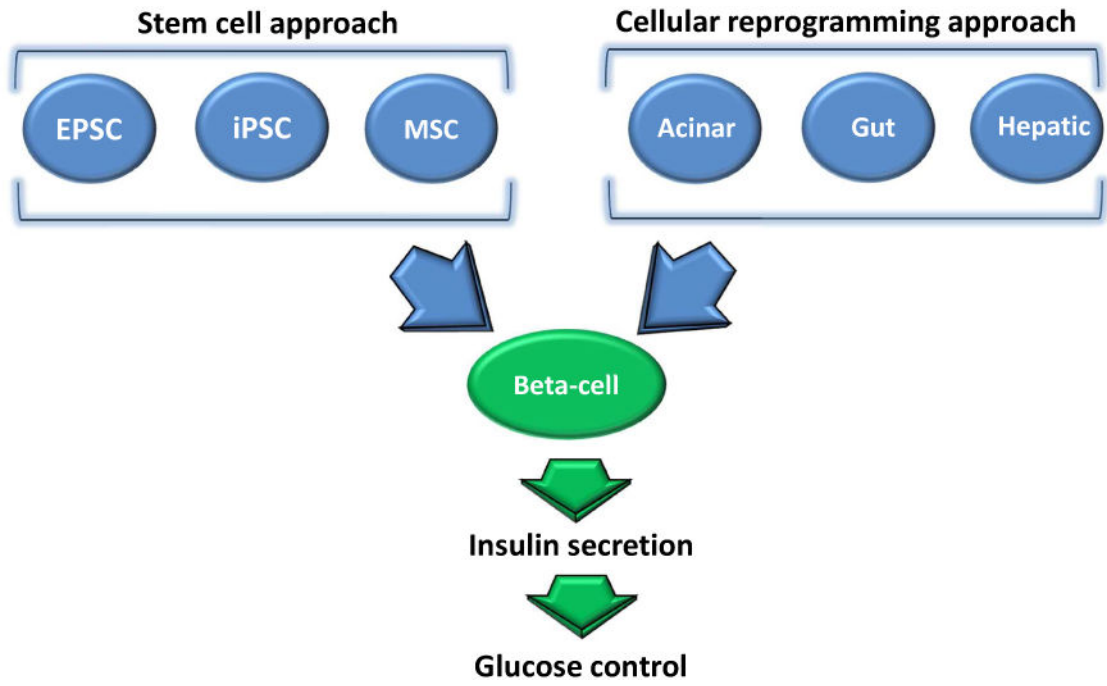 Stem cell approach
Cellular reprogramming approach
EPSC
iPSC
MSC
Acinar
Gut
Hepatic
Beta-cell
Insulin secretion
Glucose control